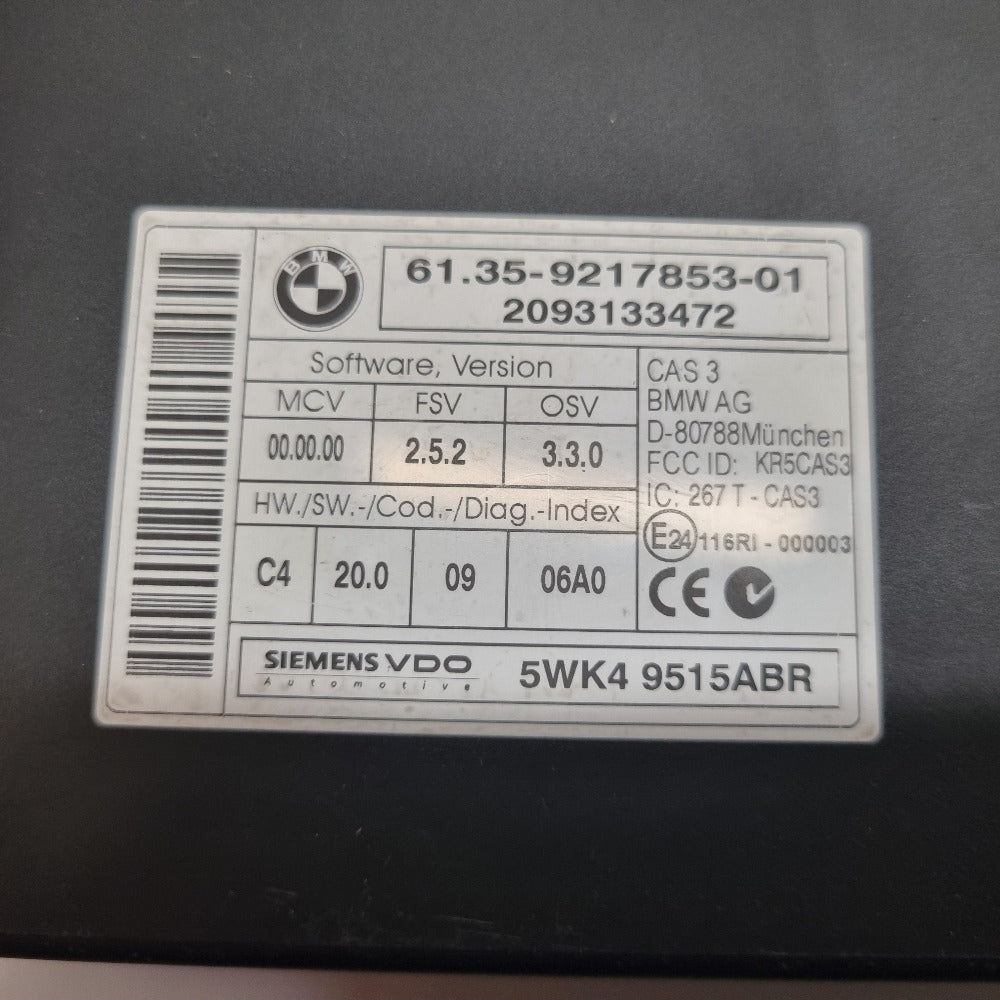 BMW
61.35-9217853-01
2093133472
Software, Version
MCV FSV OSV
00.00.00 2.5.2 3.3.0
HW./SW.-/Cod.-/Diag.-Index
C4 20.0 09 06A0
CAS 3
BMW AG
D-80788München
FCC ID: KR5CAS3
IC: 267 T - CAS3
E24 116RI - 000003
CE
SIEMENS VDO
Automotive
5WK4 9515ABR